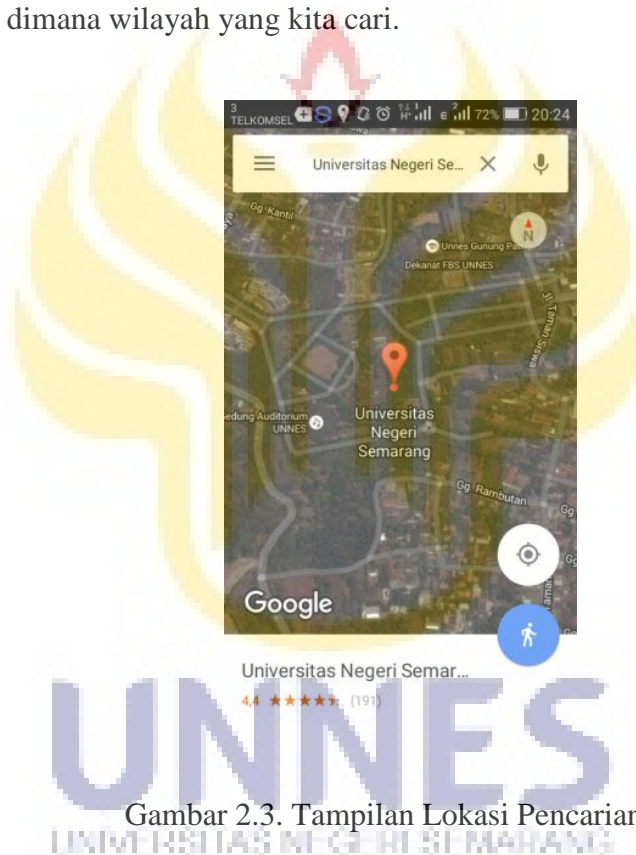 dimana wilayah yang kita cari.
3
TELKOMSEL 72% 20:24
Universitas Negeri Se...
Gg. Kantil
N
Unnes Gunung Pa
Dekanat FBS UNNES
Jl. Taman Siswa
Gedung Auditorium
UNNES
Universitas
Negeri
Semarang
Gg. Rambutan
Gg
Google
Universitas Negeri Semar...
4,4 (191)
UNNES
Gambar 2.3. Tampilan Lokasi Pencarian
UNIVERSITAS NEGERI SEMARANG